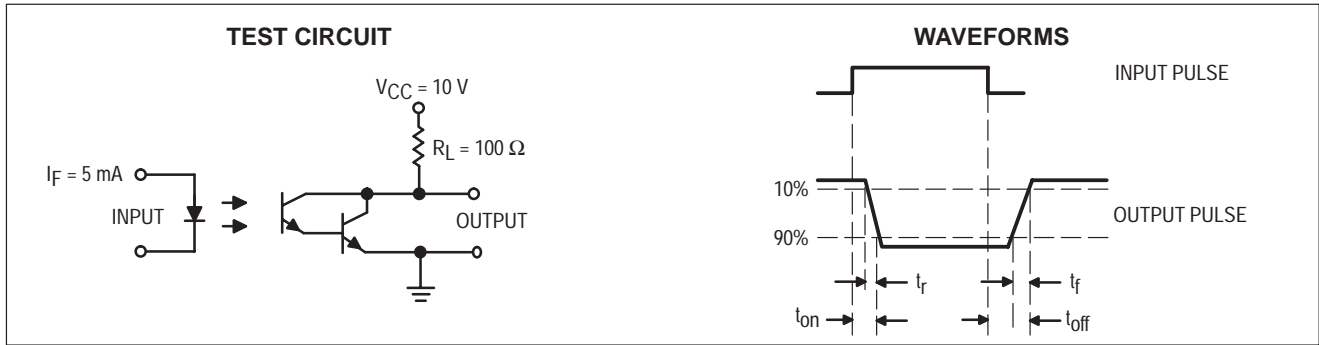 TEST CIRCUIT
VCC = 10 V
RL = 100 Ω
IF = 5 mA
INPUT
OUTPUT
WAVEFORMS
INPUT PULSE
10%
OUTPUT PULSE
90%
tr
tf
ton
toff